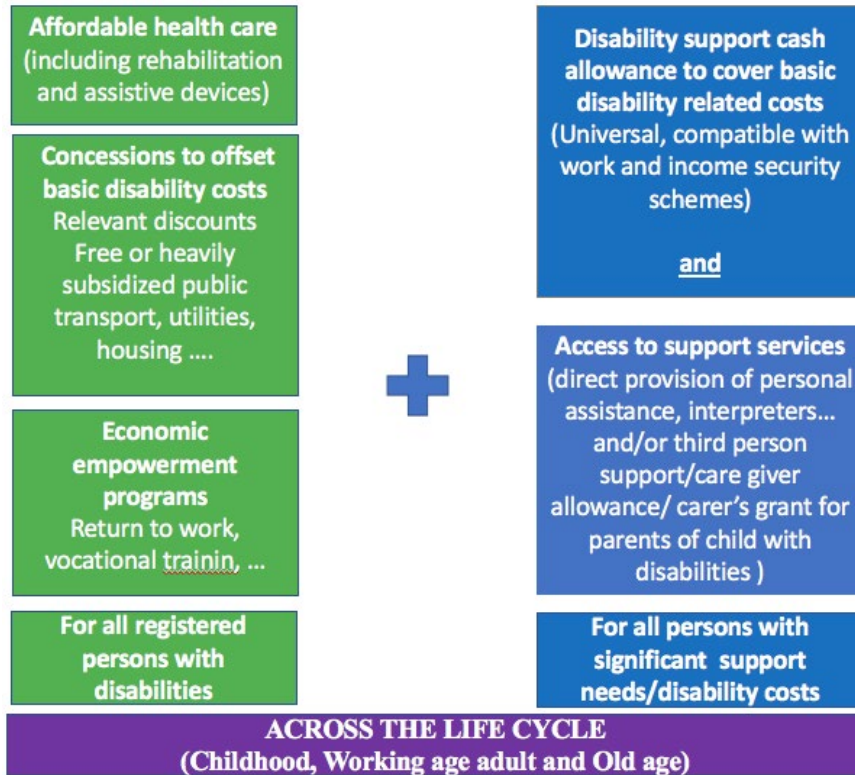 Affordable health care
(including rehabilitation
and assistive devices)
Concessions to offset
basic disability costs
Relevant discounts
Free or heavily
subsidized public
transport, utilities,
housing ....
Economic
empowerment
programs
Return to work,
vocational trainin, ...
For all registered
persons with
disabilities
Disability support cash
allowance to cover basic
disability related costs
(Universal, compatible with
work and income security
schemes)
and
Access to support services
(direct provision of personal
assistance, interpreters...
and/or third person
support/care giver
allowance/ carer’s grant for
parents of child with
disabilities )
For all persons with
significant support
needs/disability costs
ACROSS THE LIFE CYCLE
(Childhood, Working age adult and Old age)